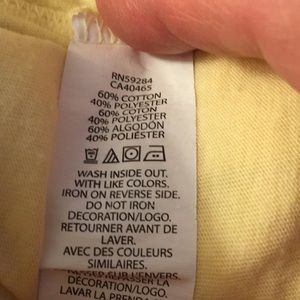 RN59284
CA40465
60% COTTON
40% POLYESTER
60% COTON
40% POLYESTER
60% ALGODÓN
40% POLIÉSTER
WASH INSIDE OUT.
WITH LIKE COLORS.
IRON ON REVERSE SIDE.
DO NOT IRON
DECORATION/LOGO.
RETOURNER AVANT DE
LAVER.
AVEC DES COULEURS
SIMILAIRES.
SUR L'ENVERS
DÉCORATION/LOGO.
LAVAR LA PRENDA